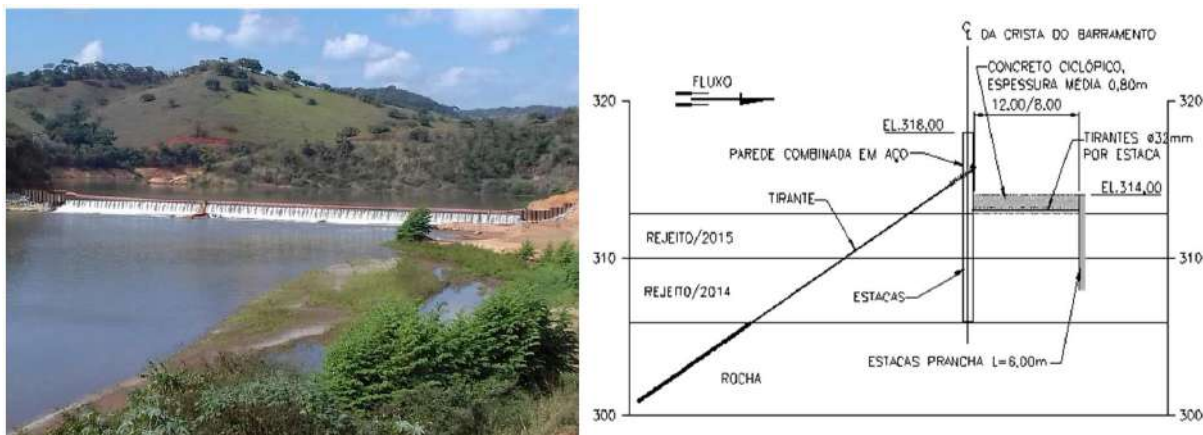 ℄ DA CRISTA DO BARRAMENTO
CONCRETO CICLÓPICO,
ESPESSURA MÉDIA 0,80m
FLUXO
12.00/8.00
320
320
EL.318,00
TIRANTES ø32mm
POR ESTACA
PAREDE COMBINADA EM AÇO
EL.314,00
TIRANTE
REJEITO/2015
310
310
REJEITO/2014
ESTACAS
ESTACAS PRANCHA L=6,00m
ROCHA
300
300